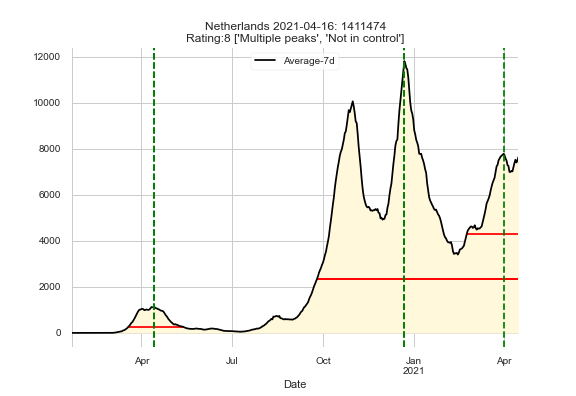 Netherlands 2021-04-16: 1411474
Rating:8 ['Multiple peaks', 'Not in control']
Average-7d
12000
10000
8000
6000
4000
2000
0
Apr
Jul
Oct
Jan
2021
Apr
Date